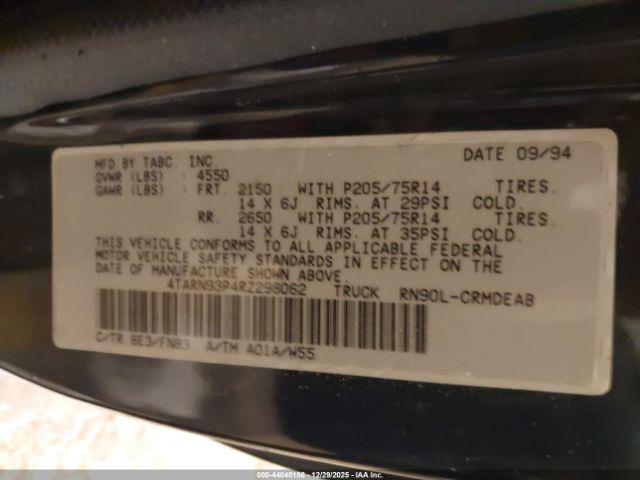 MFD BY TABC, INC. DATE 09/94
GVWR (LBS) : 4550
GAWR (LBS) : FRT. 2150 WITH P205/75R14 TIRES.
14 X 6J RIMS. AT 29PSI COLD.
RR. 2650 WITH P205/75R14 TIRES.
14 X 6J RIMS. AT 35PSI COLD.
THIS VEHICLE CONFORMS TO ALL APPLICABLE FEDERAL
MOTOR VEHICLE SAFETY STANDARDS IN EFFECT ON THE
DATE OF MANUFACTURE SHOWN ABOVE.
4TARN93P4RZ298062 TRUCK RN90L-CRMDEAB
C/TR 8E3/FN83. A/TM A01A/W55
000-44040186 - 12/29/2025 - IAAI.com